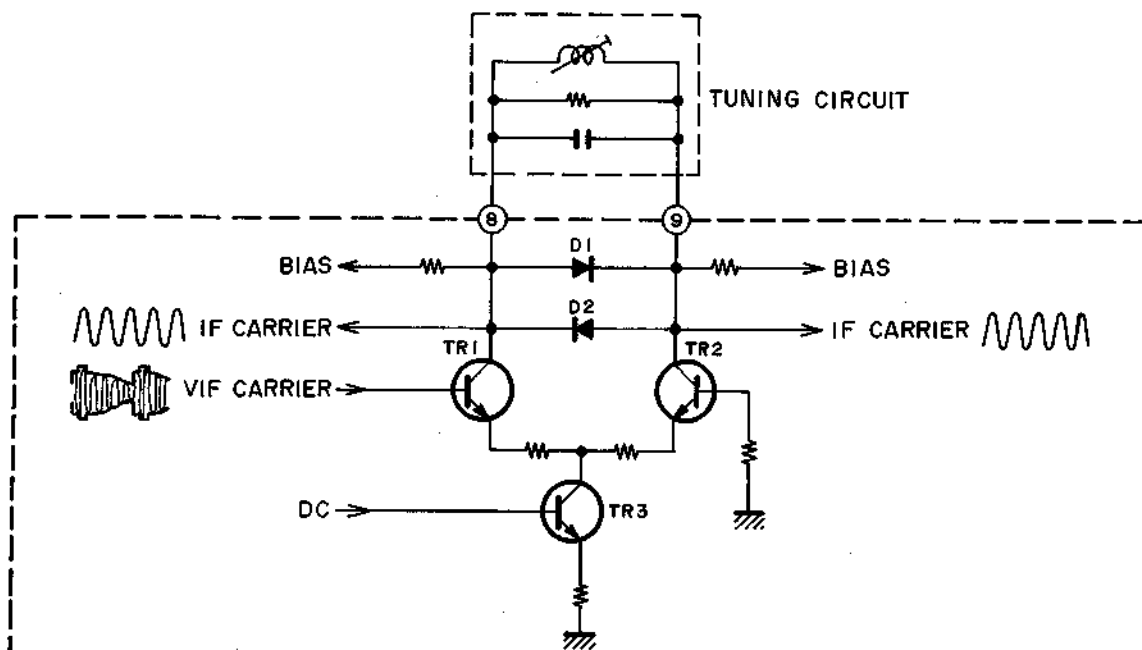 TUNING CIRCUIT
8
9
D1
BIAS
BIAS
D2
IF CARRIER
IF CARRIER
TR1
TR2
VIF CARRIER
DC
TR3